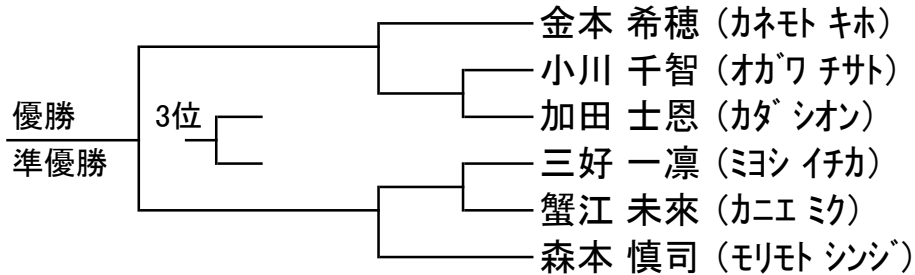 金本 希穂 (カネモト キホ)
小川 千智 (オガワ チサト)
優勝
3位
加田 士恩 (カダ シオン)
準優勝
三好 一凛 (ミヨシ イチカ)
蟹江 未來 (カニエ ミク)
森本 慎司 (モリモト シンジ)